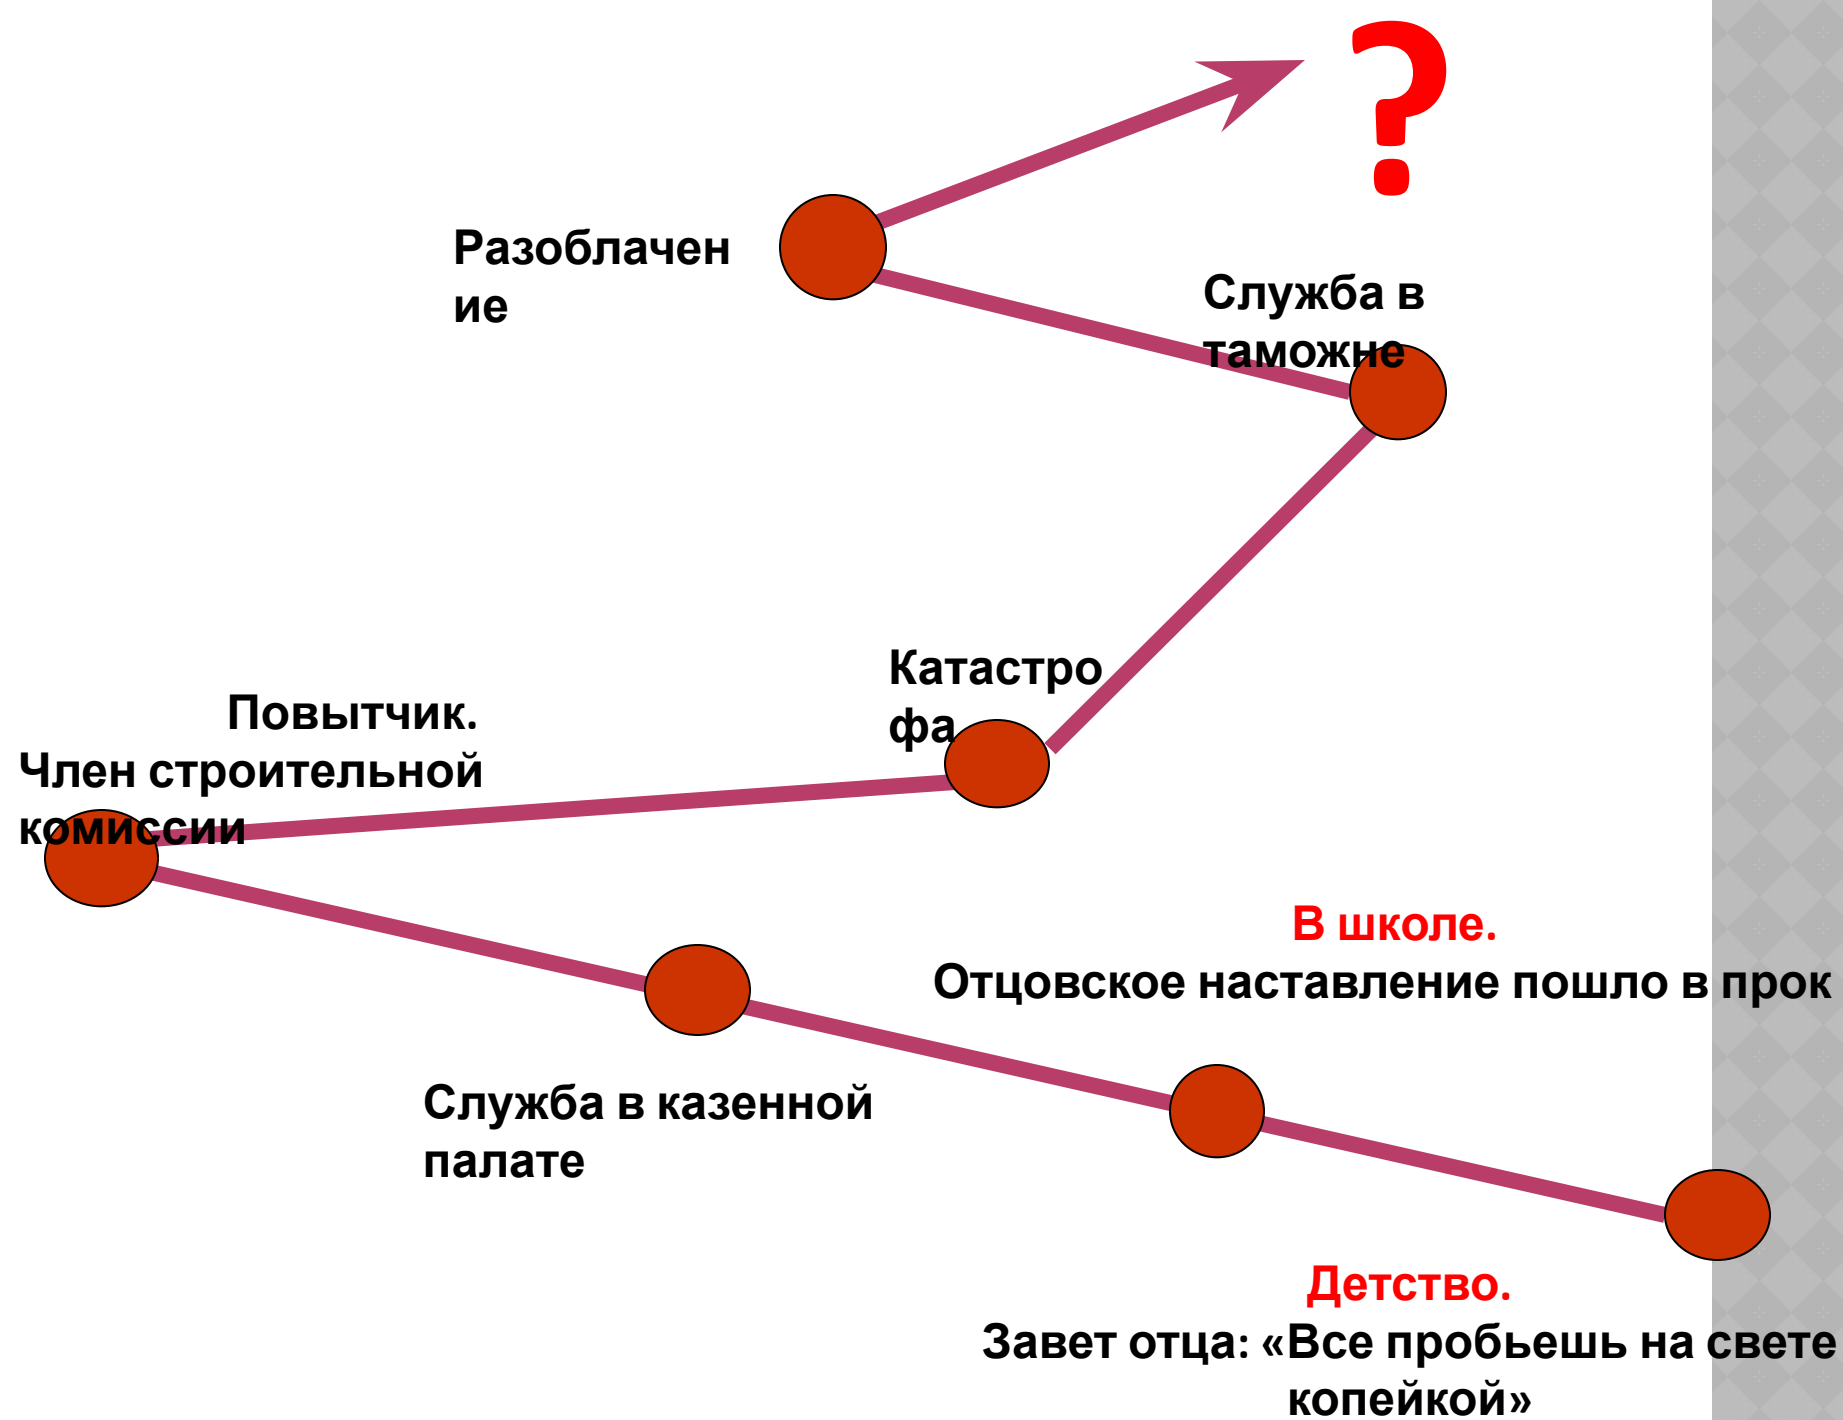 ?
Разоблачен
ие
Служба в
таможне
Катастро
фа
Повытчик.
Член строительной
комиссии
В школе.
Отцовское наставление пошло в прок
Служба в казенной
палате
Детство.
Завет отца: «Все пробьешь на свете
копейкой»